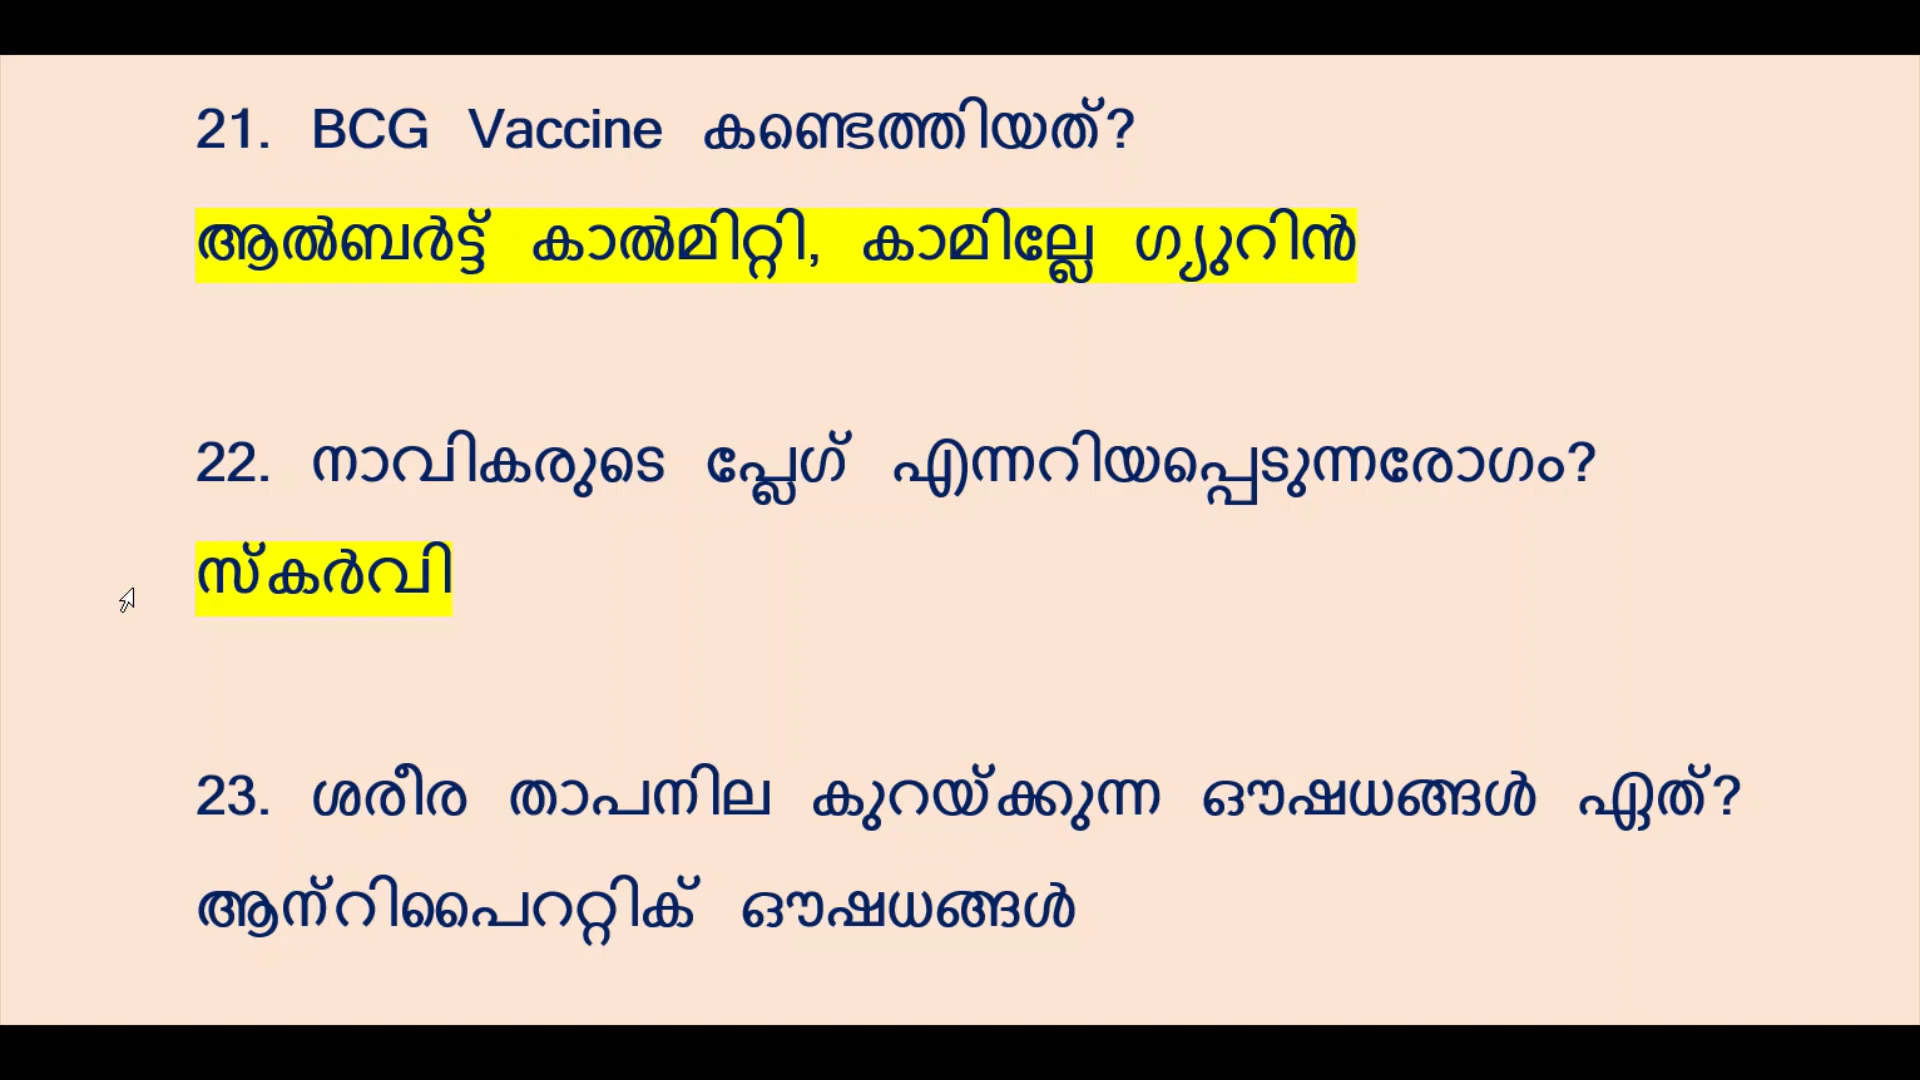 21. BCG Vaccine കണ്ടെത്തിയത്?
ആൽബർട്ട് കാൽമിറ്റി, കാമില്ലേ ഗ്യുറിൻ
22. നാവികരുടെ പ്ലേഗ് എന്നറിയപ്പെടുന്നരോഗം?
സ്കർവി
23. ശരീര താപനില കുറയ്ക്കുന്ന ഔഷധങ്ങൾ ഏത്?
ആന്റിപൈററ്റിക് ഔഷധങ്ങൾ